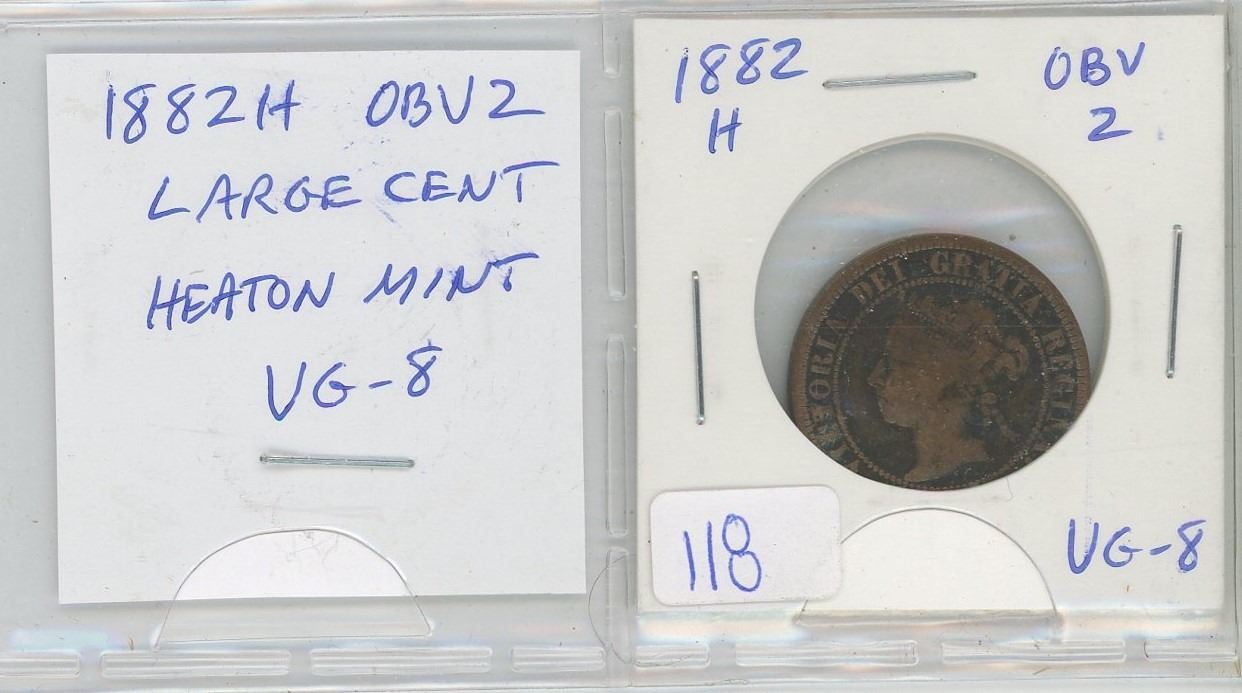 1882H OBV2
LARGE CENT
HEATON MINT
VG-8
1882 OBV
H 2
VICTORIA DEI GRATIA REGINA
118
VG-8